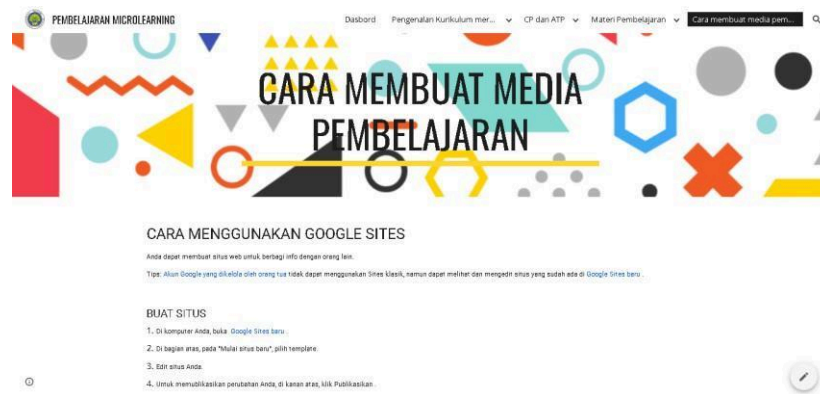 PEMBELAJARAN MICROLEARNING
Dasbord Pengenalan Kurikulum mer... CP dan ATP Materi Pembelajaran Cara membuat media pem...
CARA MEMBUAT MEDIA
PEMBELAJARAN
CARA MENGGUNAKAN GOOGLE SITES
Anda dapat membuat situs web untuk berbagi info dengan orang lain.
Tips: Akun Google yang dikelola oleh orang tua tidak dapat menggunakan Sites klasik, namun dapat melihat dan mengedit situs yang sudah ada di Google Sites baru .
BUAT SITUS
1. Di komputer Anda, buka Google Sites baru .
2. Di bagian atas, pada "Mulai situs baru", pilih template.
3. Edit situs Anda.
4. Untuk memublikasikan perubahan Anda, di kanan atas, klik Publikasikan .